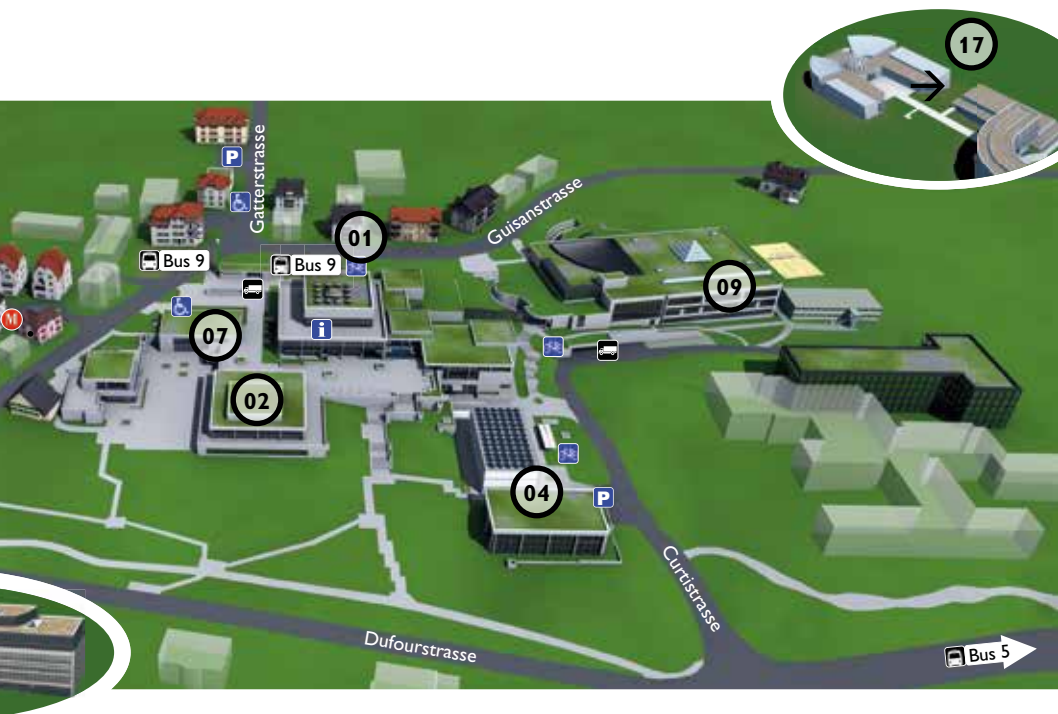 17
P
Gatterstrasse
Guisanstrasse
01
Bus 9
Bus 9
09
M
07
i
02
04
P
Curtistrasse
Dufourstrasse
Bus 5